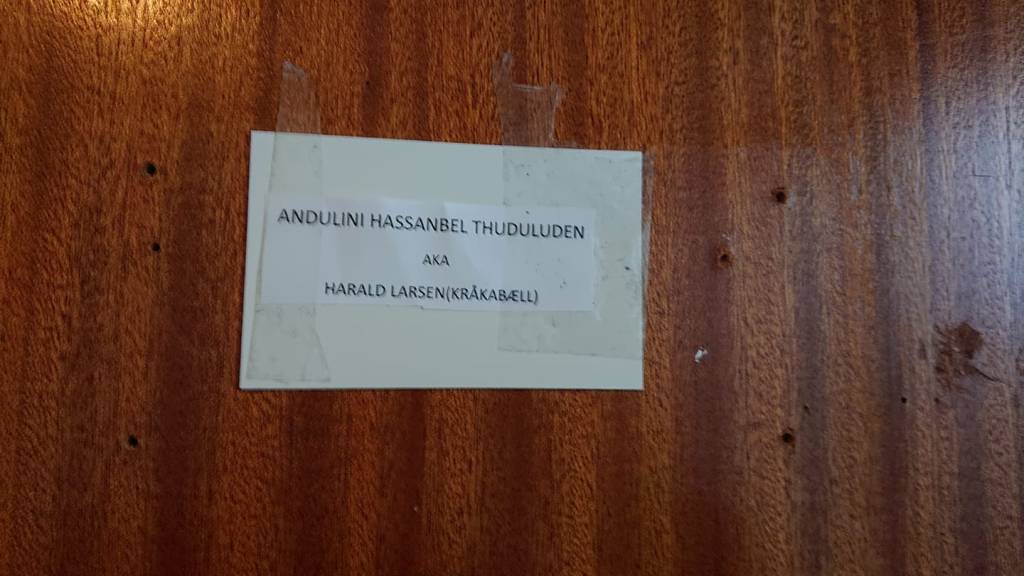 ANDULINI HASSANBEL THUDULUDEN
AKA
HARALD LARSEN(KRÅKABÆLL)